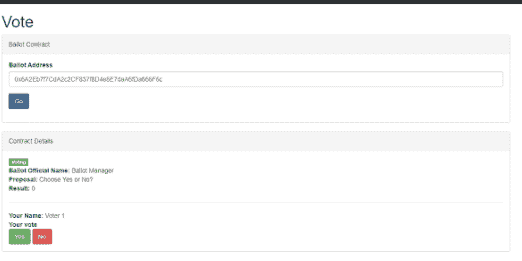 Vote
Ballot Contract
Ballot Address
Go
Contract Details
Voting
Ballot Official Name: Ballot Manager
Proposal: Choose Yes or No?
Result: 0
Your Name: Voter 1
Your vote
Yes No